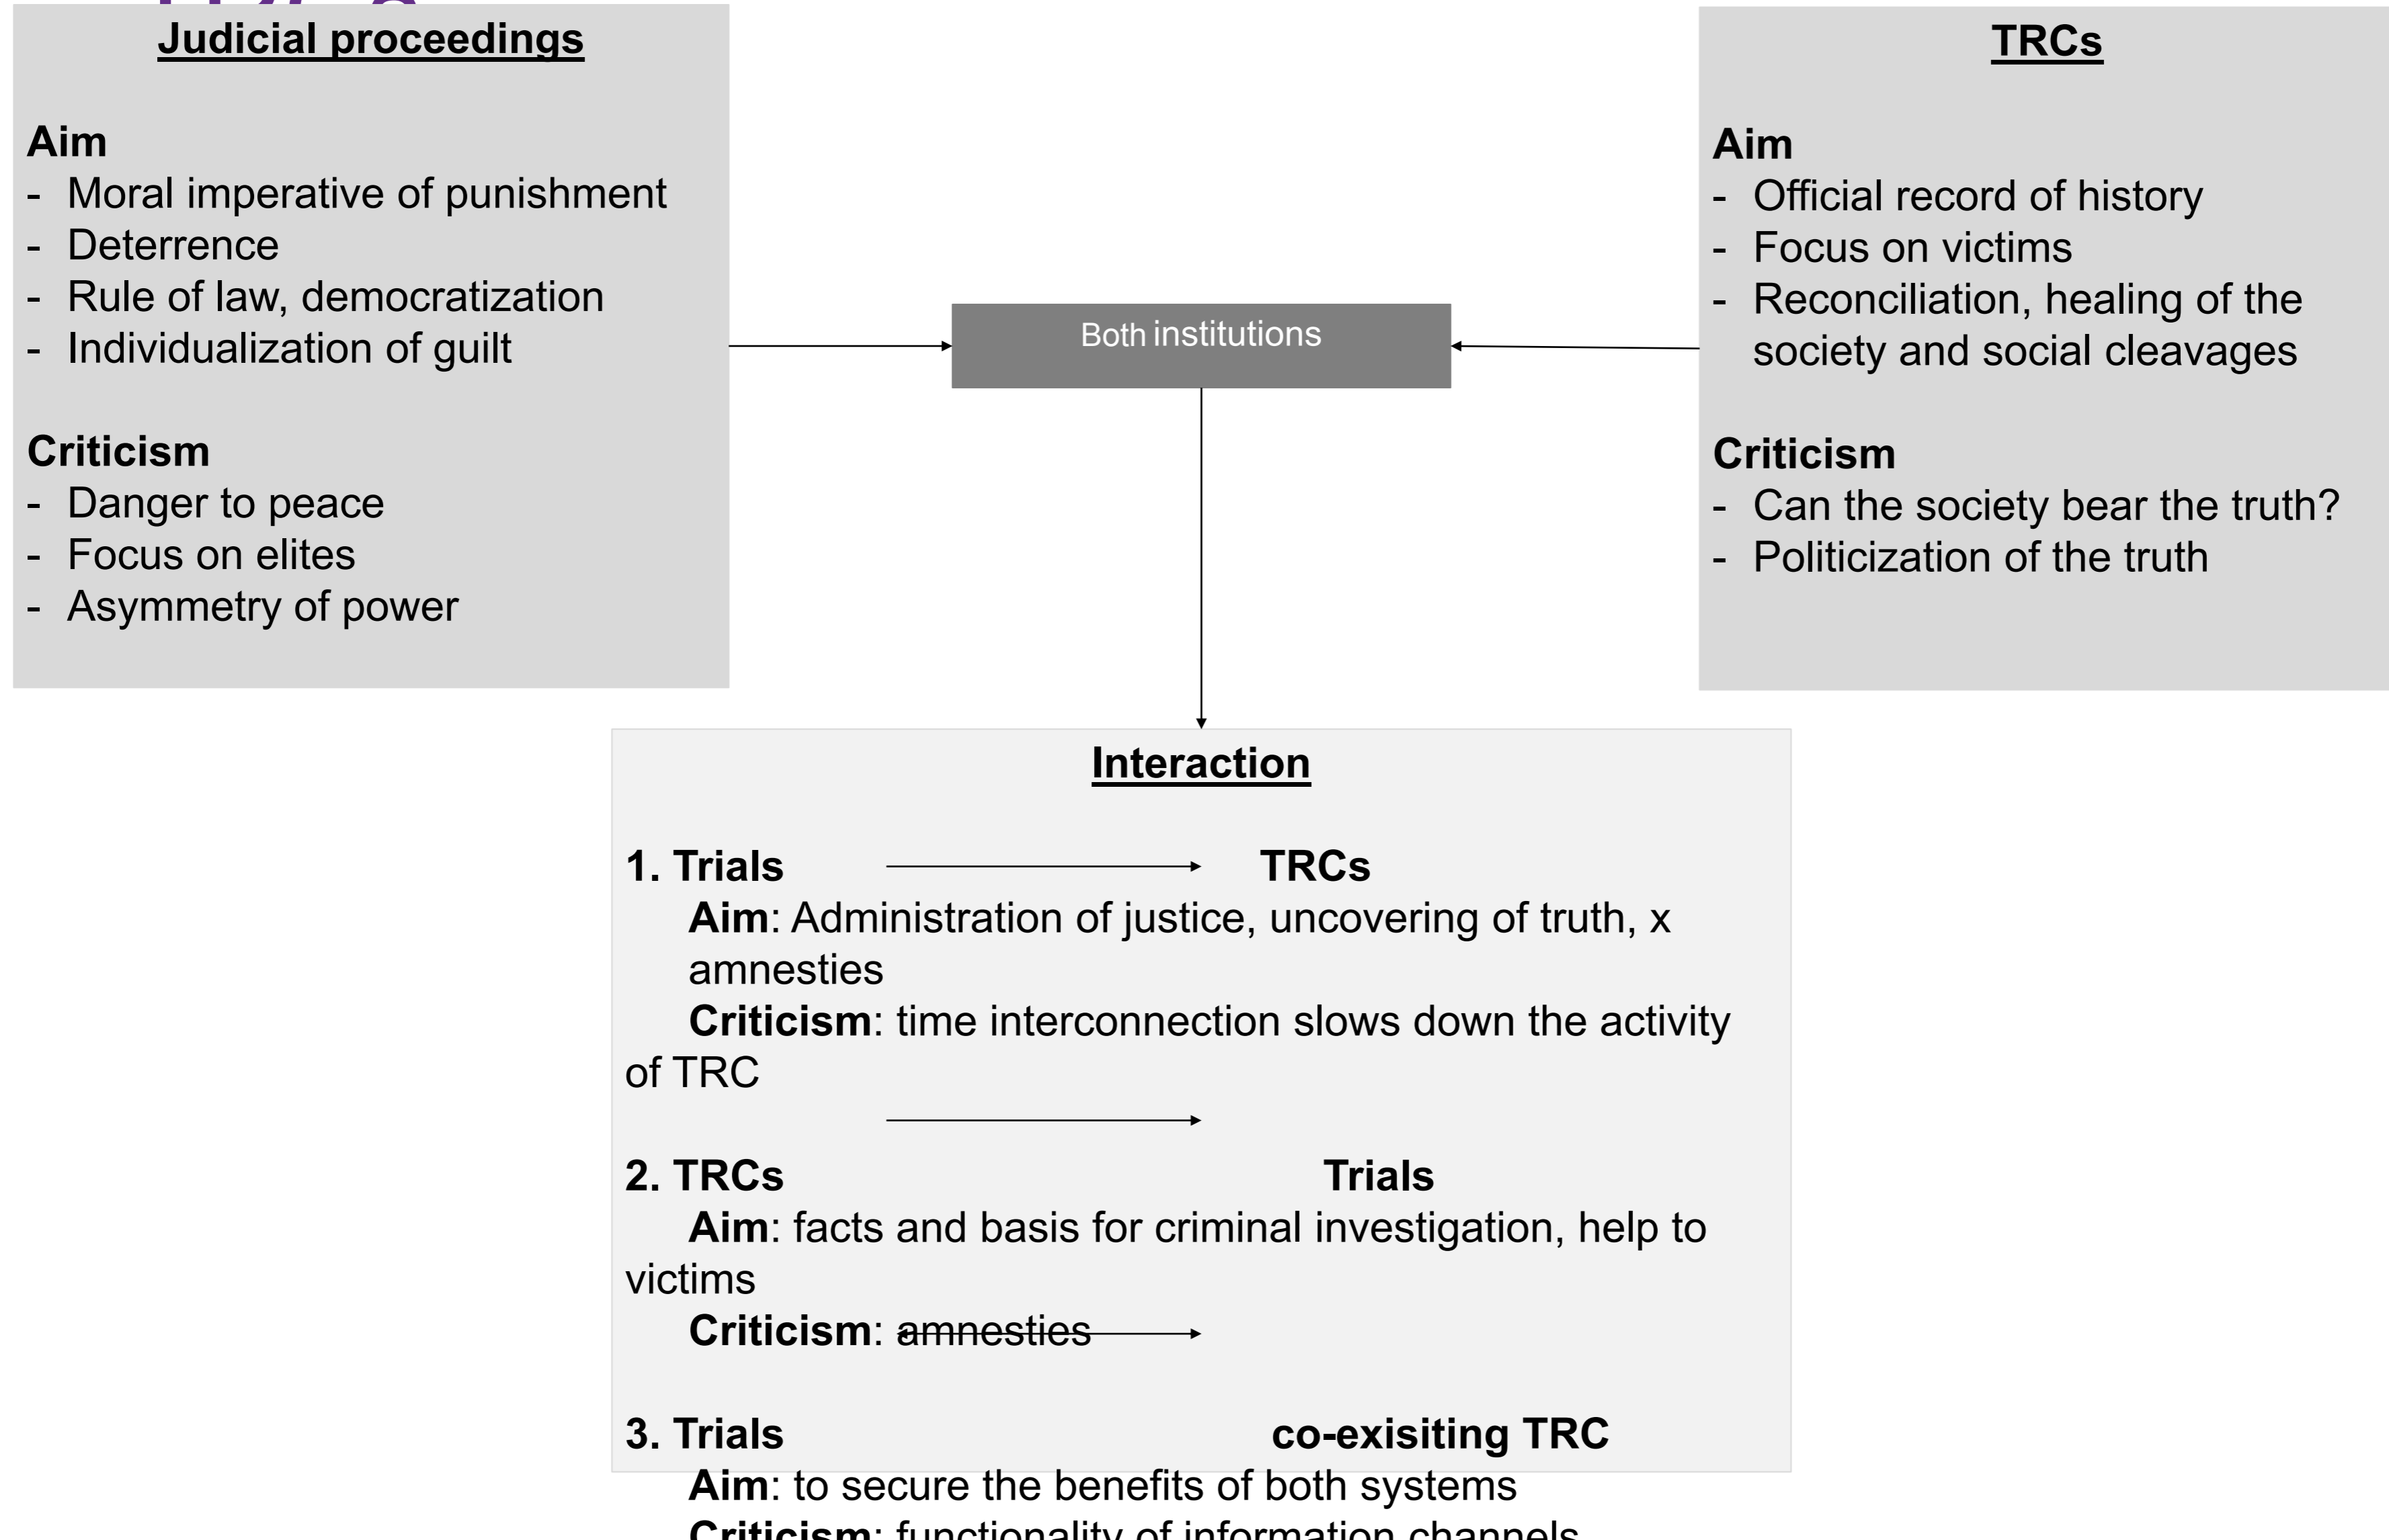 Judicial proceedings
Aim
- Moral imperative of punishment
- Deterrence
- Rule of law, democratization
- Individualization of guilt
Criticism
- Danger to peace
- Focus on elites
- Asymmetry of power
Both institutions
TRCs
Aim
- Official record of history
- Focus on victims
- Reconciliation, healing of the
society and social cleavages
Criticism
- Can the society bear the truth?
- Politicization of the truth
Interaction
1. Trials TRCs
Aim: Administration of justice, uncovering of truth, x
amnesties
Criticism: time interconnection slows down the activity
of TRC
2. TRCs Trials
Aim: facts and basis for criminal investigation, help to
victims
Criticism: amnesties
3. Trials co-exisiting TRC
Aim: to secure the benefits of both systems
Criticism: functionality of information channels